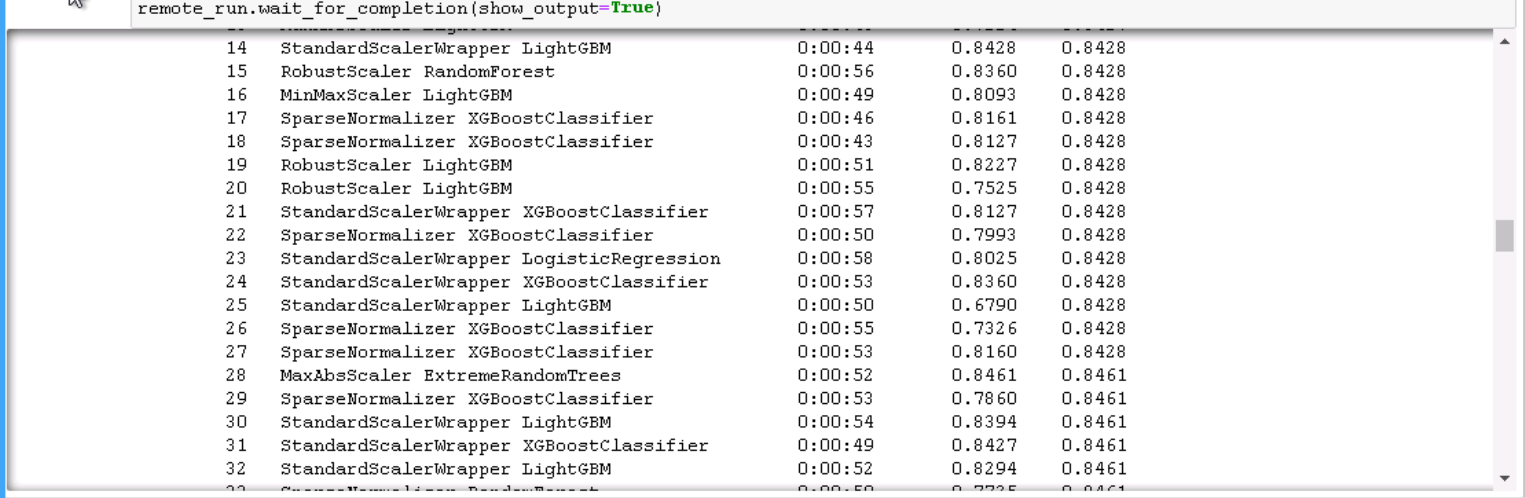 remote_run.wait_for_completion(show_output=True)
14 StandardScalerWrapper LightGBM 0:00:44 0.8428 0.8428
15 RobustScaler RandomForest 0:00:56 0.8360 0.8428
16 MinMaxScaler LightGBM 0:00:49 0.8093 0.8428
17 SparseNormalizer XGBoostClassifier 0:00:46 0.8161 0.8428
18 SparseNormalizer XGBoostClassifier 0:00:43 0.8127 0.8428
19 RobustScaler LightGBM 0:00:51 0.8227 0.8428
20 RobustScaler LightGBM 0:00:55 0.7525 0.8428
21 StandardScalerWrapper XGBoostClassifier 0:00:57 0.8127 0.8428
22 SparseNormalizer XGBoostClassifier 0:00:50 0.7993 0.8428
23 StandardScalerWrapper LogisticRegression 0:00:58 0.8025 0.8428
24 StandardScalerWrapper XGBoostClassifier 0:00:53 0.8360 0.8428
25 StandardScalerWrapper LightGBM 0:00:50 0.6790 0.8428
26 SparseNormalizer XGBoostClassifier 0:00:55 0.7326 0.8428
27 SparseNormalizer XGBoostClassifier 0:00:53 0.8160 0.8428
28 MaxAbsScaler ExtremeRandomTrees 0:00:52 0.8461 0.8461
29 SparseNormalizer XGBoostClassifier 0:00:53 0.7860 0.8461
30 StandardScalerWrapper LightGBM 0:00:54 0.8394 0.8461
31 StandardScalerWrapper XGBoostClassifier 0:00:49 0.8427 0.8461
32 StandardScalerWrapper LightGBM 0:00:52 0.8294 0.8461